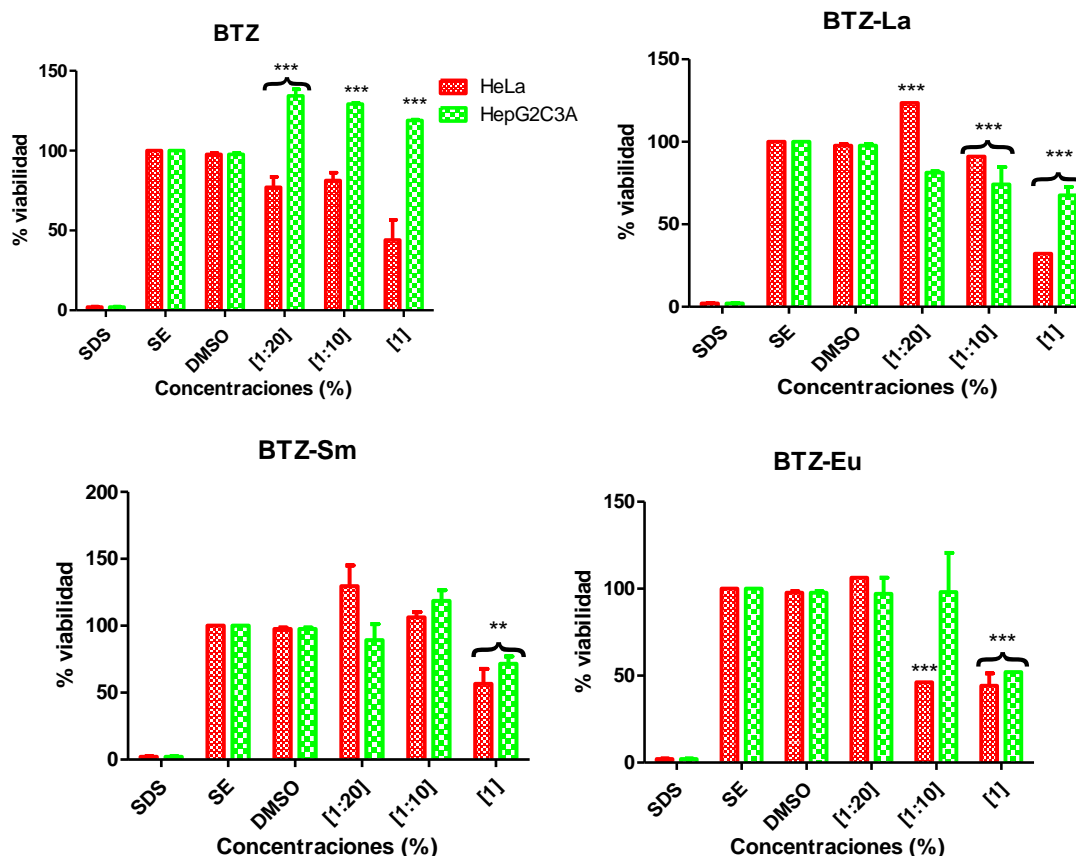 BTZ
150
100
50
0
% viabilidad
***
***
***
HeLa
HepG2C3A
SDS
SE
DMSO
[1:20]
[1:10]
[1]
Concentraciones (%)
BTZ-La
150
100
50
0
% viabilidad
***
***
***
SDS
SE
DMSO
[1:20]
[1:10]
[1]
Concentraciones (%)
BTZ-Sm
200
150
100
50
0
% viabilidad
**
SDS
SE
DMSO
[1:20]
[1:10]
[1]
Concentraciones (%)
BTZ-Eu
150
100
50
0
% viabilidad
***
***
SDS
SE
DMSO
[1:20]
[1:10]
[1]
Concentraciones (%)